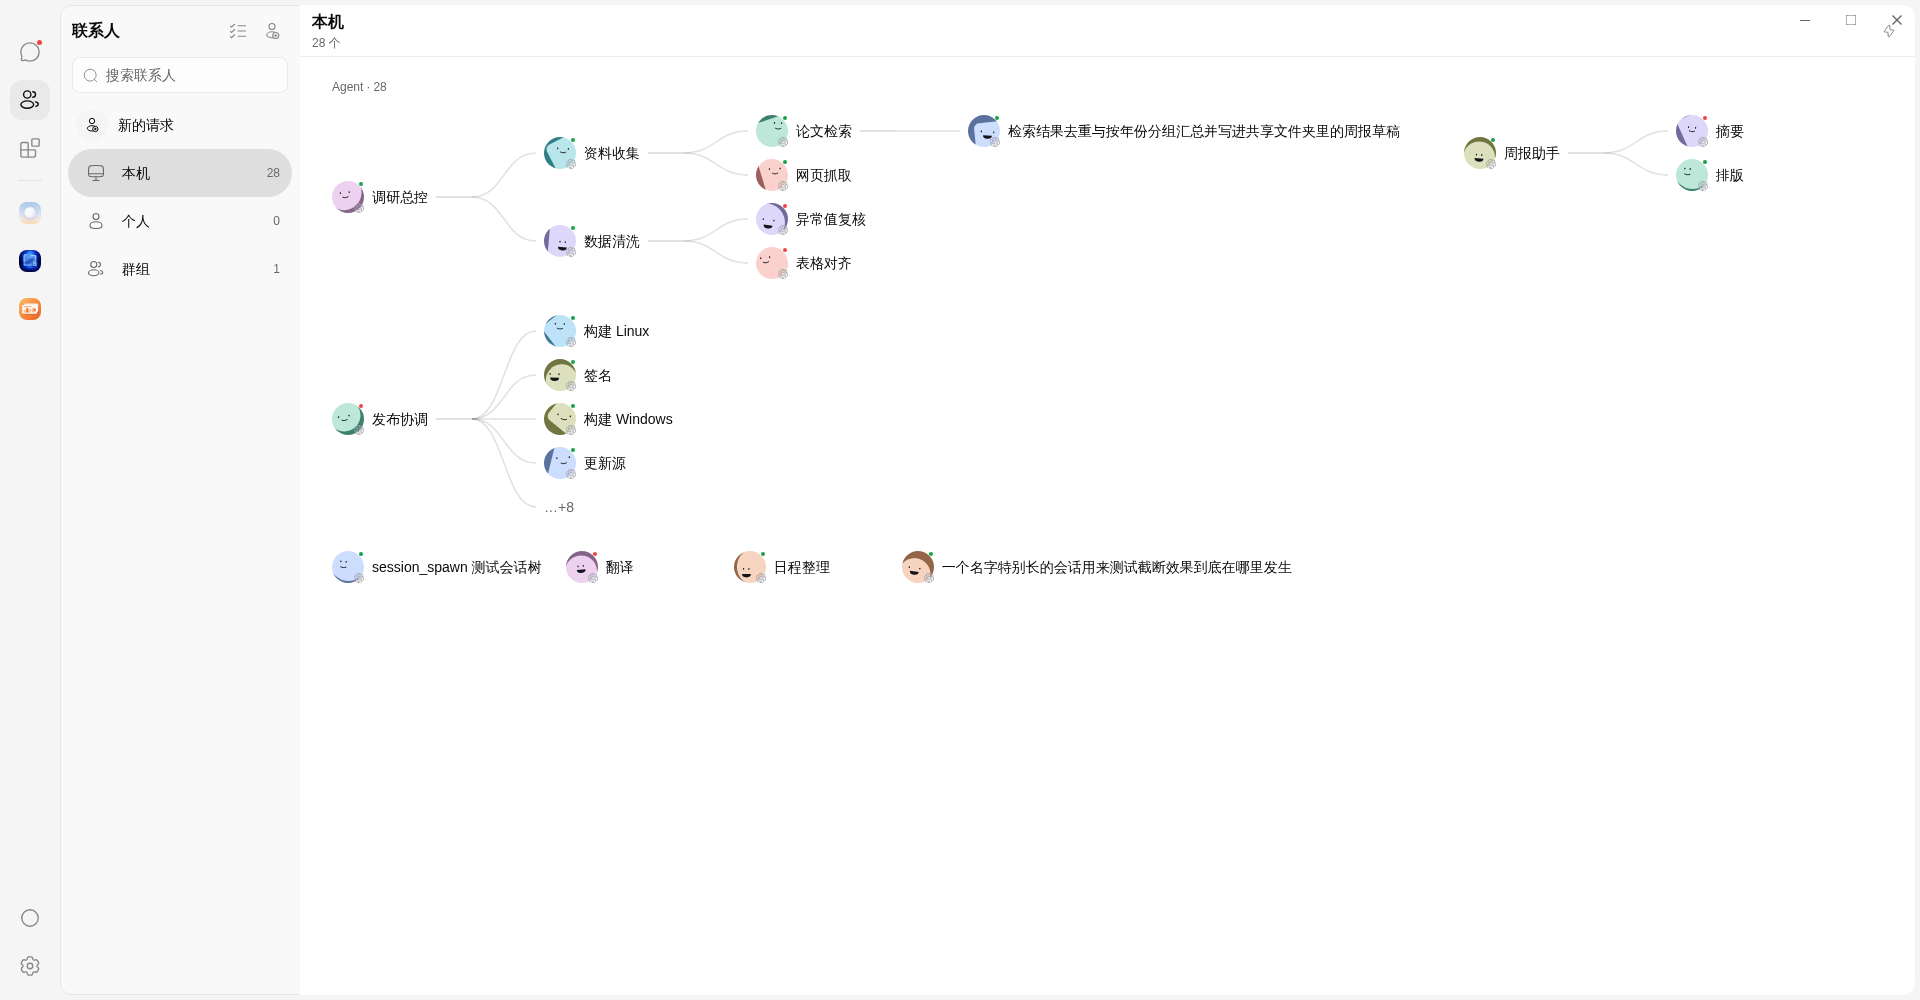 联系人
搜索联系人
新的请求
本机 28
个人 0
群组 1
本机
28 个
Agent · 28
调研总控
资料收集
数据清洗
论文检索
网页抓取
异常值复核
表格对齐
检索结果去重与按年份分组汇总并写进共享文件夹里的周报草稿
周报助手
摘要
排版
发布协调
构建 Linux
签名
构建 Windows
更新源
…+8
session_spawn 测试会话树
翻译
日程整理
一个名字特别长的会话用来测试截断效果到底在哪里发生